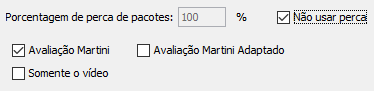 Porcentagem de perca de pacotes: 100 % Não usar perca
Avaliação Martini Avaliação Martini Adaptado
Somente o vídeo